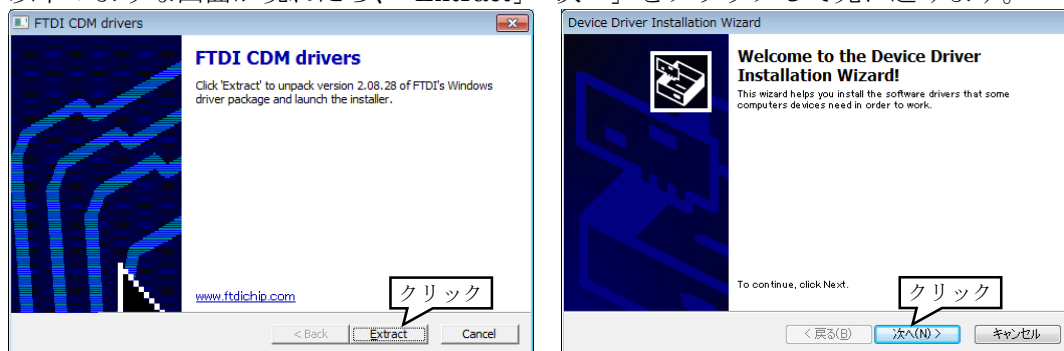 FTDI CDM drivers
FTDI CDM drivers
Click 'Extract' to unpack version 2.08.28 of FTDI's Windows
driver package and launch the installer.
www.ftdichip.com
クリック
< Back
Extract
Cancel
Device Driver Installation Wizard
Welcome to the Device Driver
Installation Wizard!
This wizard helps you install the software drivers that some
computers devices need in order to work.
To continue, click Next.
クリック
< 戻る(B)
次へ(N) >
キャンセル